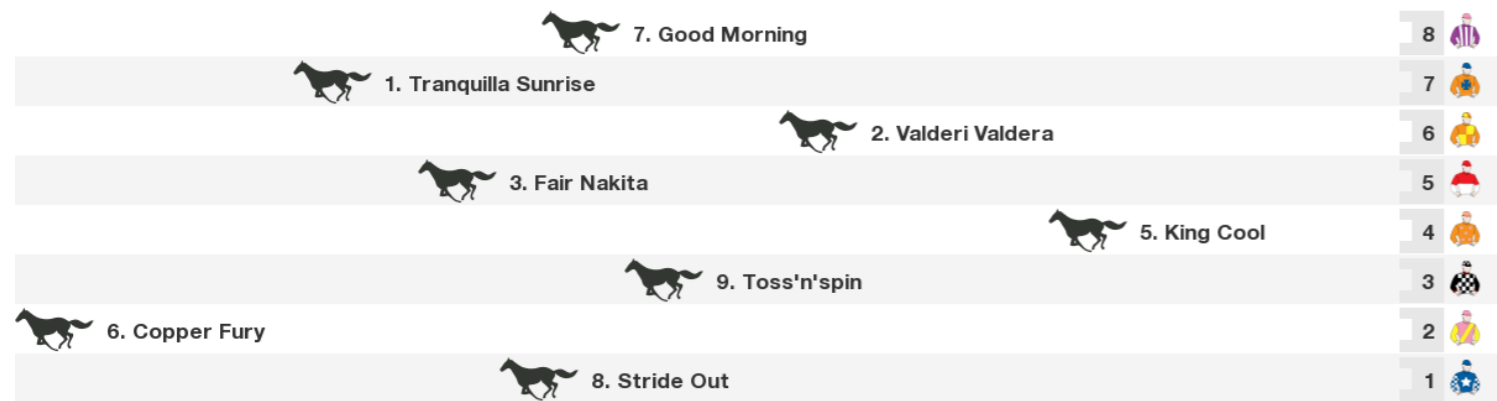 7. Good Morning 8
1. Tranquilla Sunrise 7
2. Valderi Valdera 6
3. Fair Nakita 5
5. King Cool 4
9. Toss'n'spin 3
6. Copper Fury 2
8. Stride Out 1